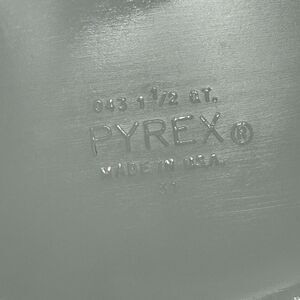 043 1 1/2 QT.
PYREX®
MADE IN U.S.A.